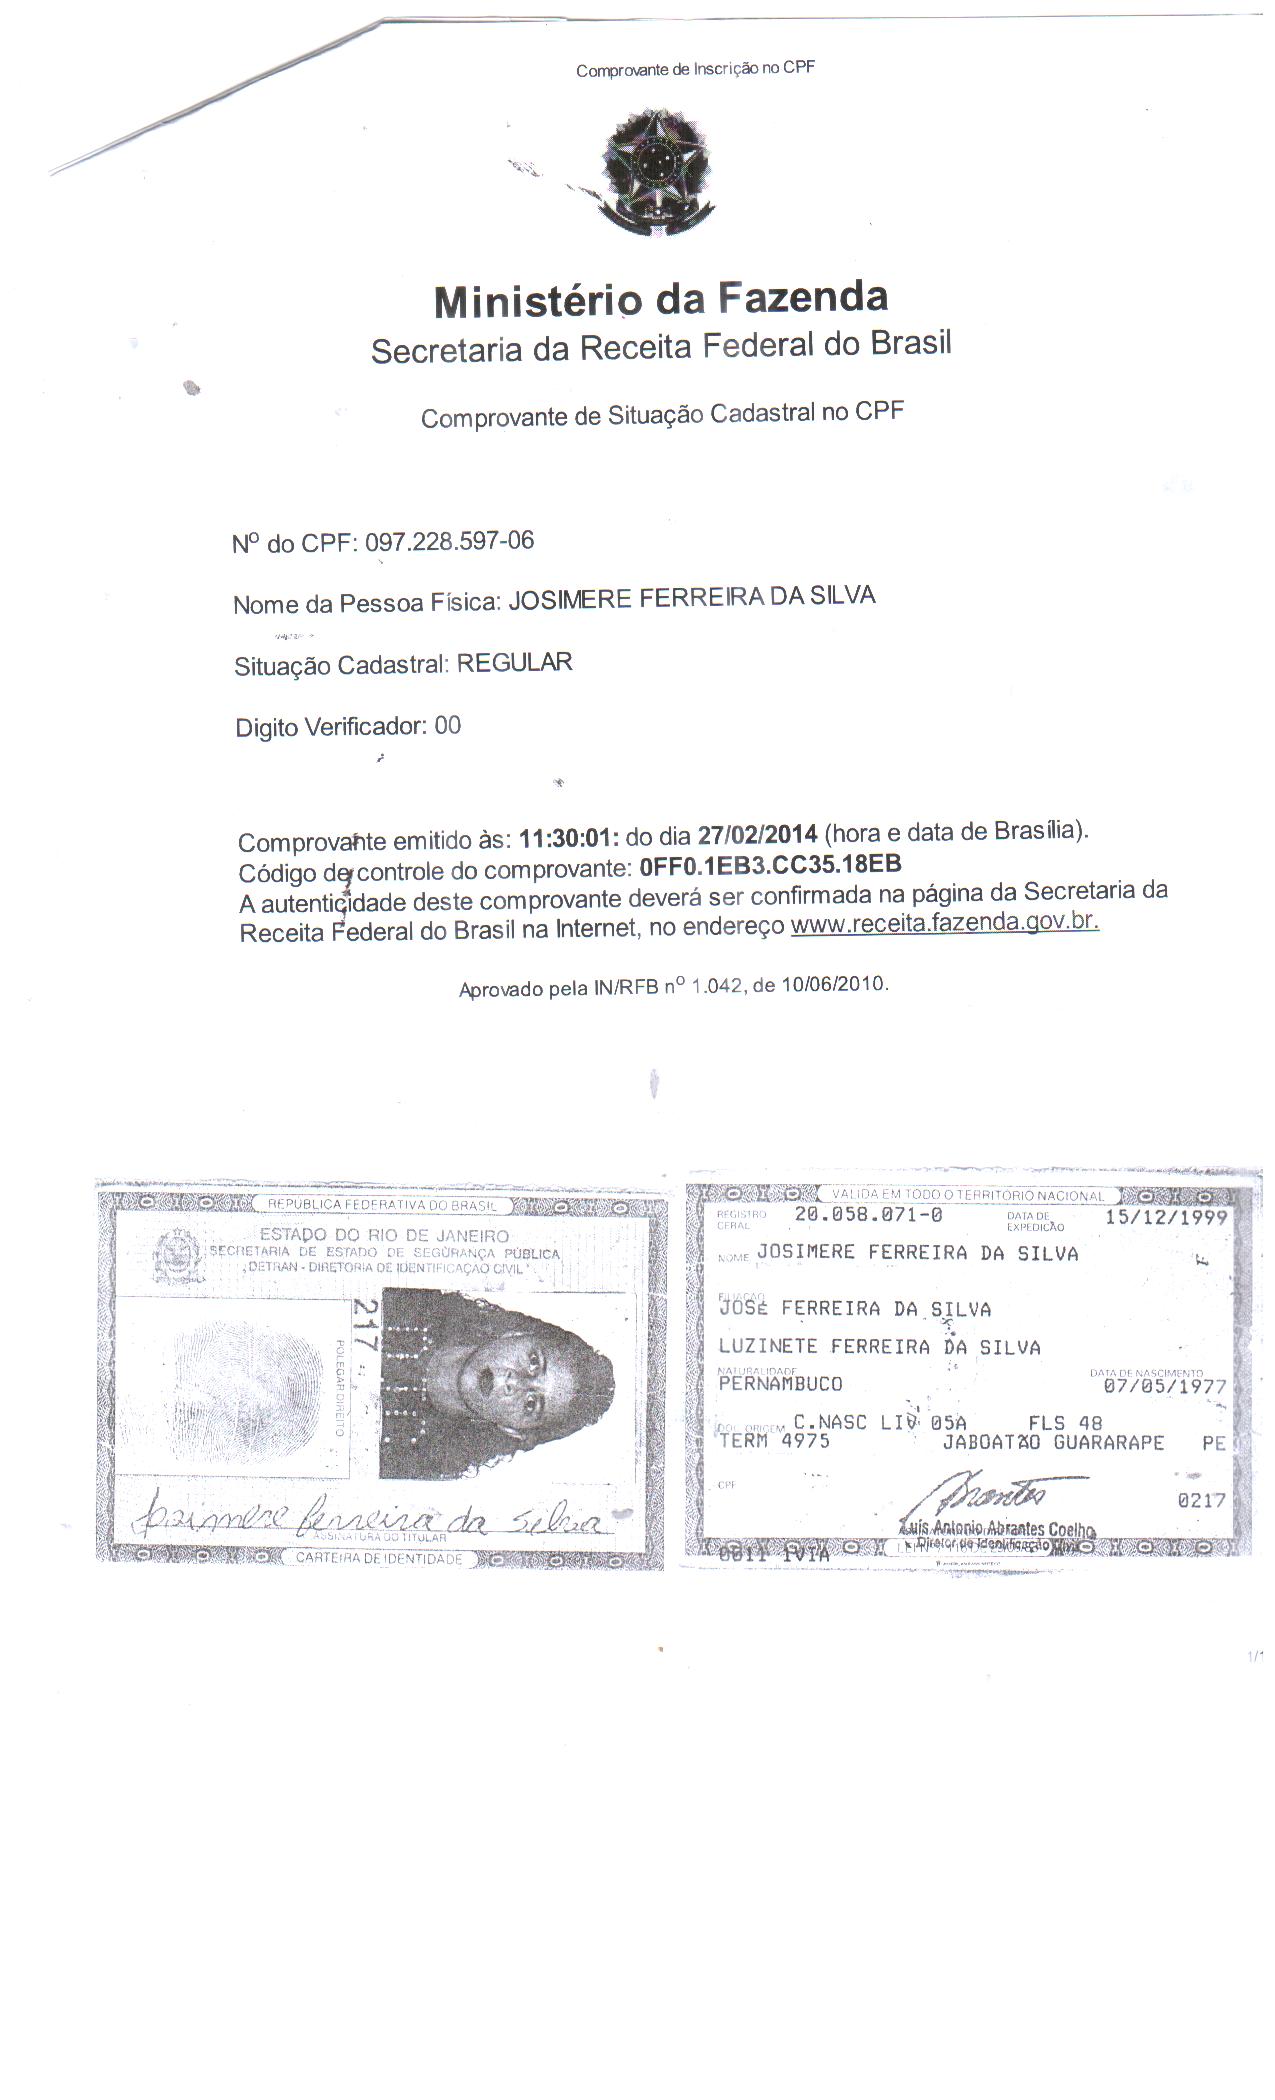 Comprovante de Inscrição no CPF
Ministério da Fazenda
Secretaria da Receita Federal do Brasil
Comprovante de Situação Cadastral no CPF
Nº do CPF: 097.228.597-06
Nome da Pessoa Física: JOSIMERE FERREIRA DA SILVA
Situação Cadastral: REGULAR
Digito Verificador: 00
Comprovante emitido às: 11:30:01: do dia 27/02/2014 (hora e data de Brasília).
Código de controle do comprovante: 0FF0.1EB3.CC35.18EB
A autenticidade deste comprovante deverá ser confirmada na página da Secretaria da
Receita Federal do Brasil na Internet, no endereço www.receita.fazenda.gov.br.
Aprovado pela IN/RFB nº 1.042, de 10/06/2010.
REPÚBLICA FEDERATIVA DO BRASIL
ESTADO DO RIO DE JANEIRO
SECRETARIA DE ESTADO DE SEGURANÇA PÚBLICA
DETRAN - DIRETORIA DE IDENTIFICAÇÃO CIVIL
217
POLEGAR DIREITO
Josimere ferreira da Silva
ASSINATURA DO TITULAR
CARTEIRA DE IDENTIDADE
VÁLIDA EM TODO O TERRITÓRIO NACIONAL
REGISTRO GERAL 20.058.071-0 DATA DE EXPEDIÇÃO 15/12/1999
NOME JOSIMERE FERREIRA DA SILVA
FILIAÇÃO
JOSÉ FERREIRA DA SILVA
LUZINETE FERREIRA DA SILVA
NATURALIDADE DATA DE NASCIMENTO
PERNAMBUCO 07/05/1977
DOC. ORIGEM C.NASC LIV 05A FLS 48
TERM 4975 JABOATÃO GUARARAPE PE
CPF
0217
Luís Antonio Abrantes Coelho
Diretor de Identificação Civil
0011 1VIA
1/1